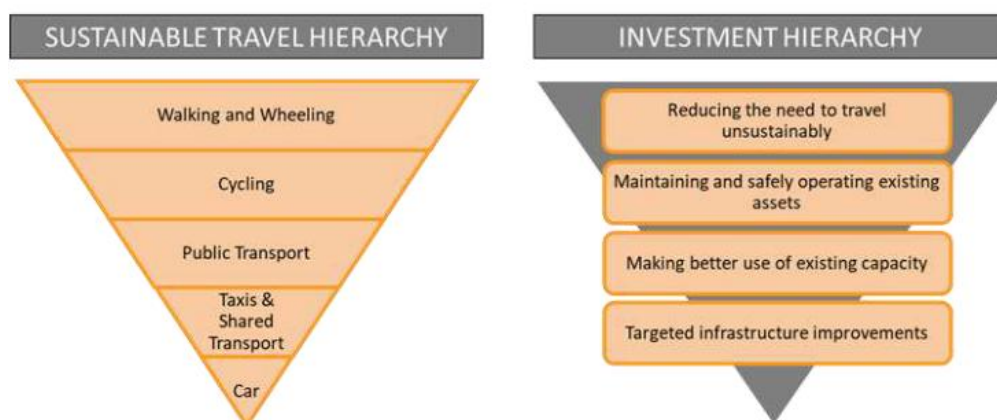 SUSTAINABLE TRAVEL HIERARCHY
Walking and Wheeling
Cycling
Public Transport
Taxis &
Shared
Transport
Car
INVESTMENT HIERARCHY
Reducing the need to travel
unsustainably
Maintaining and safely operating existing
assets
Making better use of existing capacity
Targeted infrastructure improvements